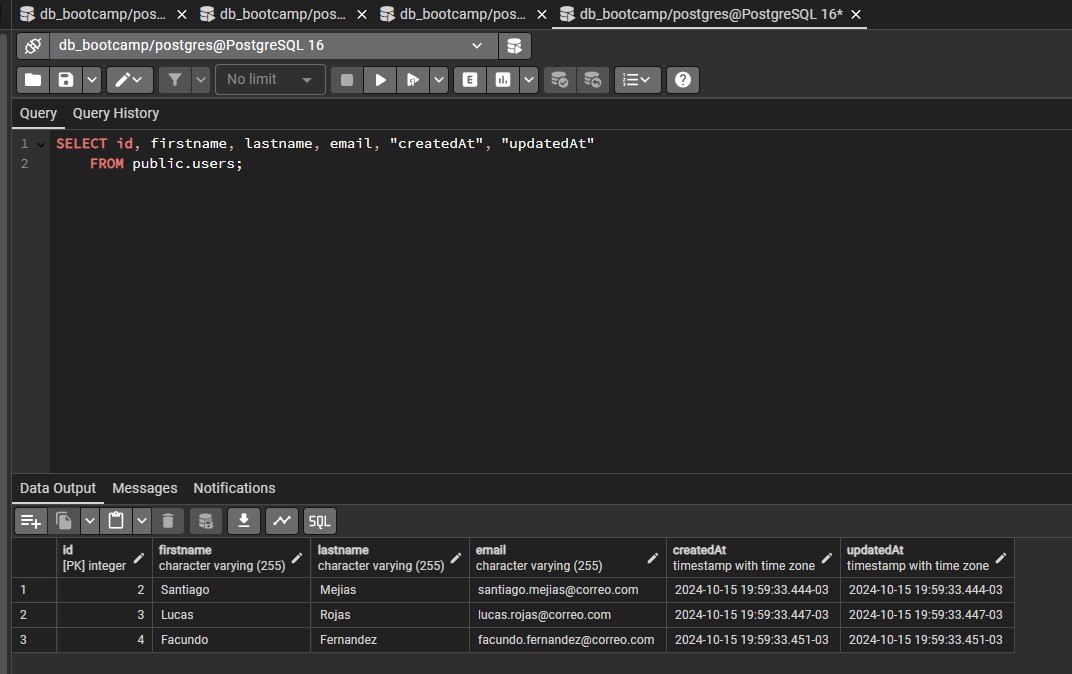 db_bootcamp/pos... db_bootcamp/pos... db_bootcamp/pos... db_bootcamp/postgres@PostgreSQL 16*
db_bootcamp/postgres@PostgreSQL 16
No limit E
Query Query History
1 SELECT id, firstname, lastname, email, "createdAt", "updatedAt"
2 FROM public.users;
Data Output Messages Notifications
SQL
id firstname lastname email createdAt updatedAt
[PK] integer character varying (255) character varying (255) character varying (255) timestamp with time zone timestamp with time zone
1 2 Santiago Mejias santiago.mejias@correo.com 2024-10-15 19:59:33.444-03 2024-10-15 19:59:33.444-03
2 3 Lucas Rojas lucas.rojas@correo.com 2024-10-15 19:59:33.447-03 2024-10-15 19:59:33.447-03
3 4 Facundo Fernandez facundo.fernandez@correo.com 2024-10-15 19:59:33.451-03 2024-10-15 19:59:33.451-03